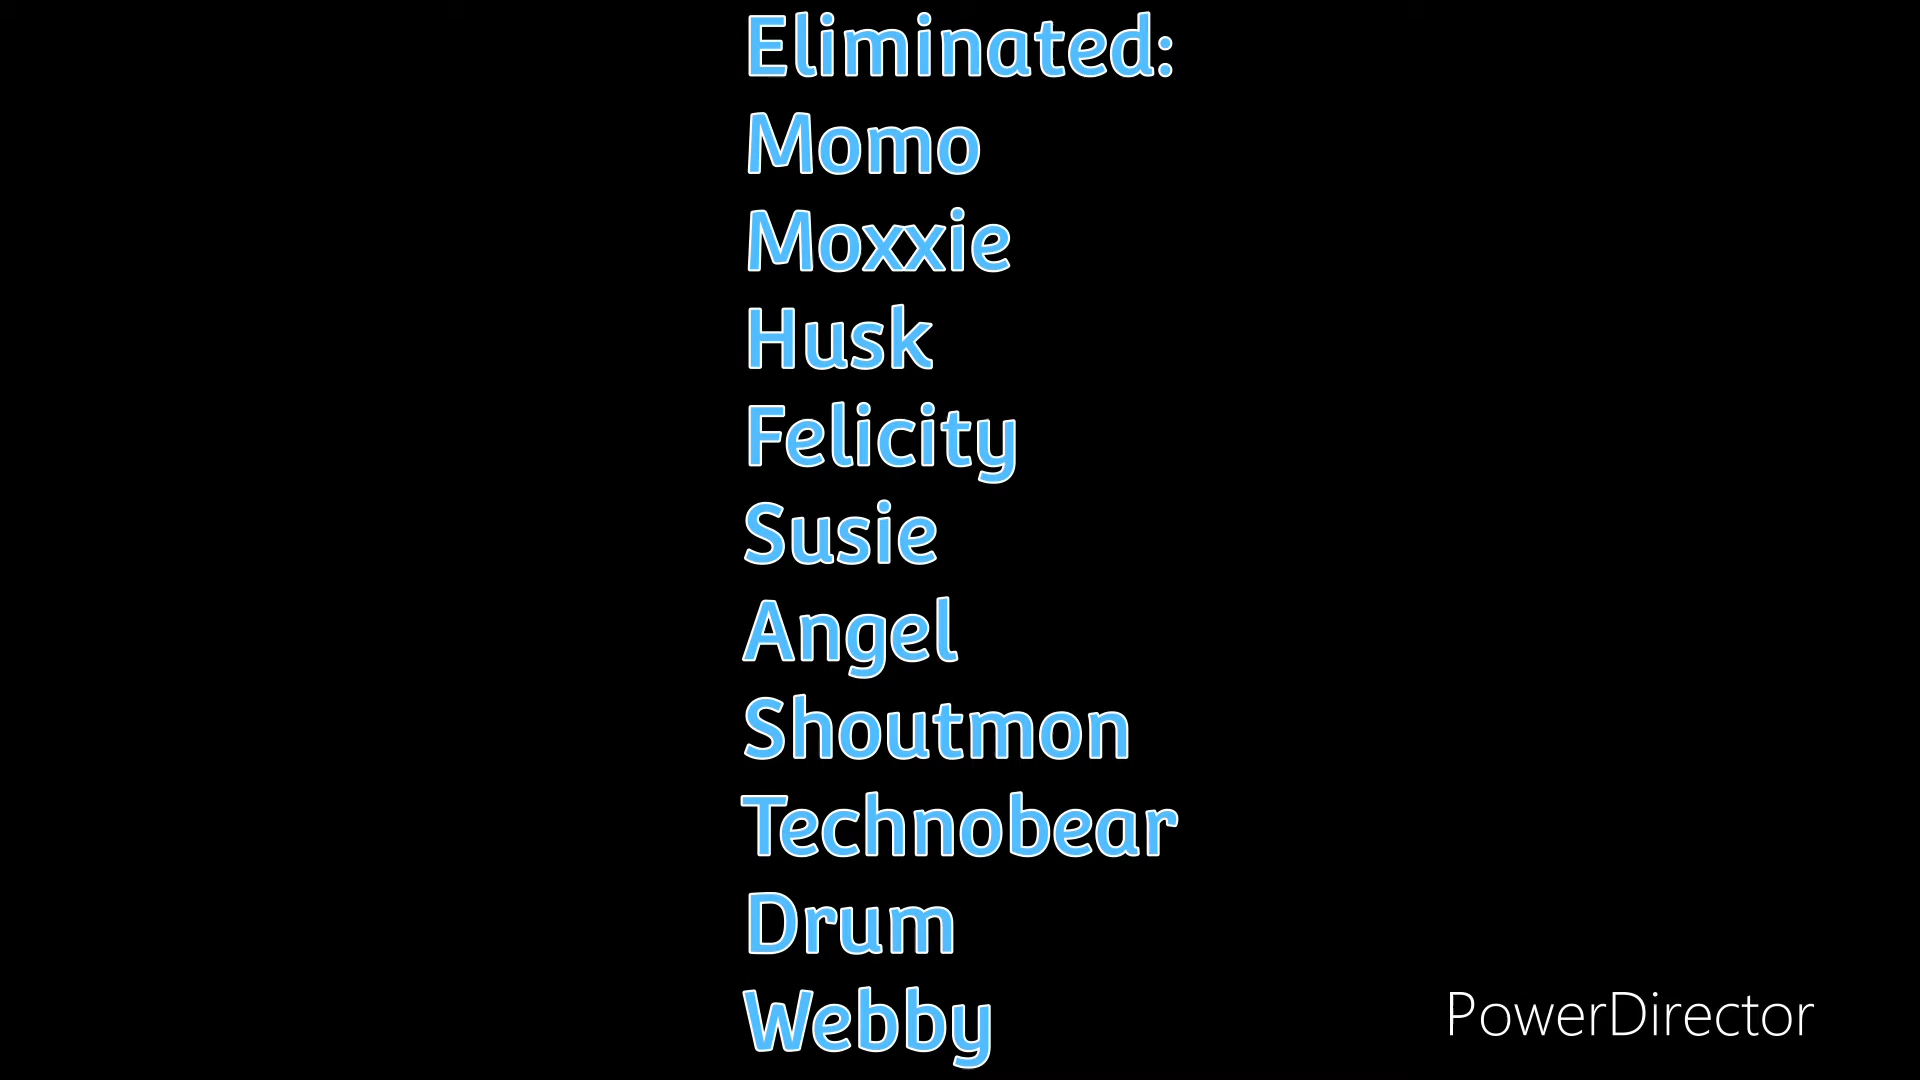 Eliminated:
Momo
Moxxie
Husk
Felicity
Susie
Angel
Shoutmon
Technobear
Drum
Webby
PowerDirector